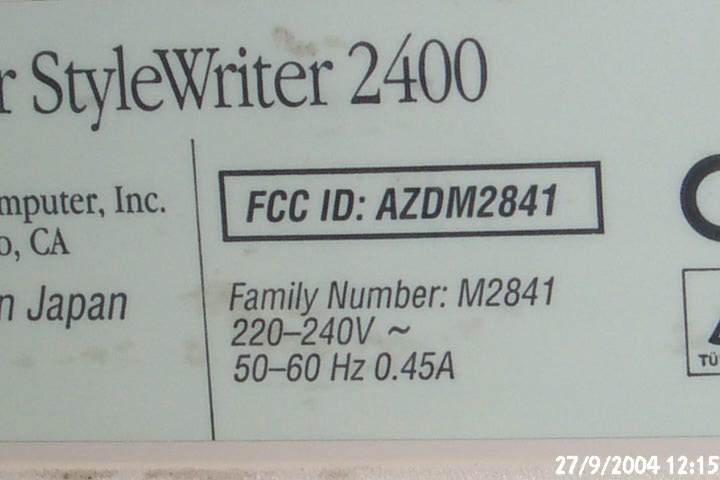 r StyleWriter 2400
mputer, Inc.
o, CA
n Japan
FCC ID: AZDM2841
Family Number: M2841
220–240V ~
50–60 Hz 0.45A
TÜ
27/9/2004 12:15